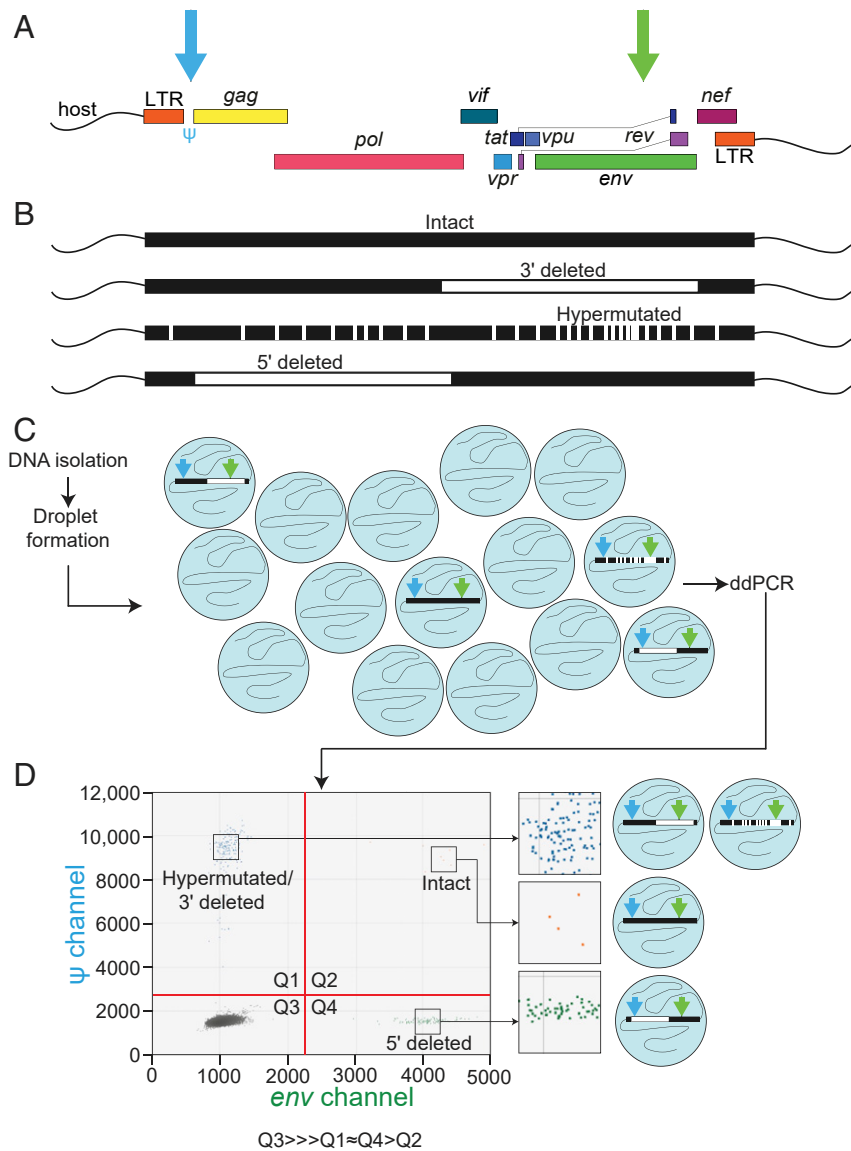 A
host
LTR
gag
vif
nef
ψ
tat
vpu
rev
pol
LTR
vpr
env
B
Intact
3' deleted
Hypermutated
5' deleted
C
DNA isolation
Droplet
formation
ddPCR
D
12,000
10,000
8000
6000
4000
2000
0
Ψ channel
Hypermutated/
3' deleted
Intact
Q1 Q2
Q3 Q4
5' deleted
0 1000 2000 3000 4000 5000
env channel
Q3>>>Q1≈Q4>Q2